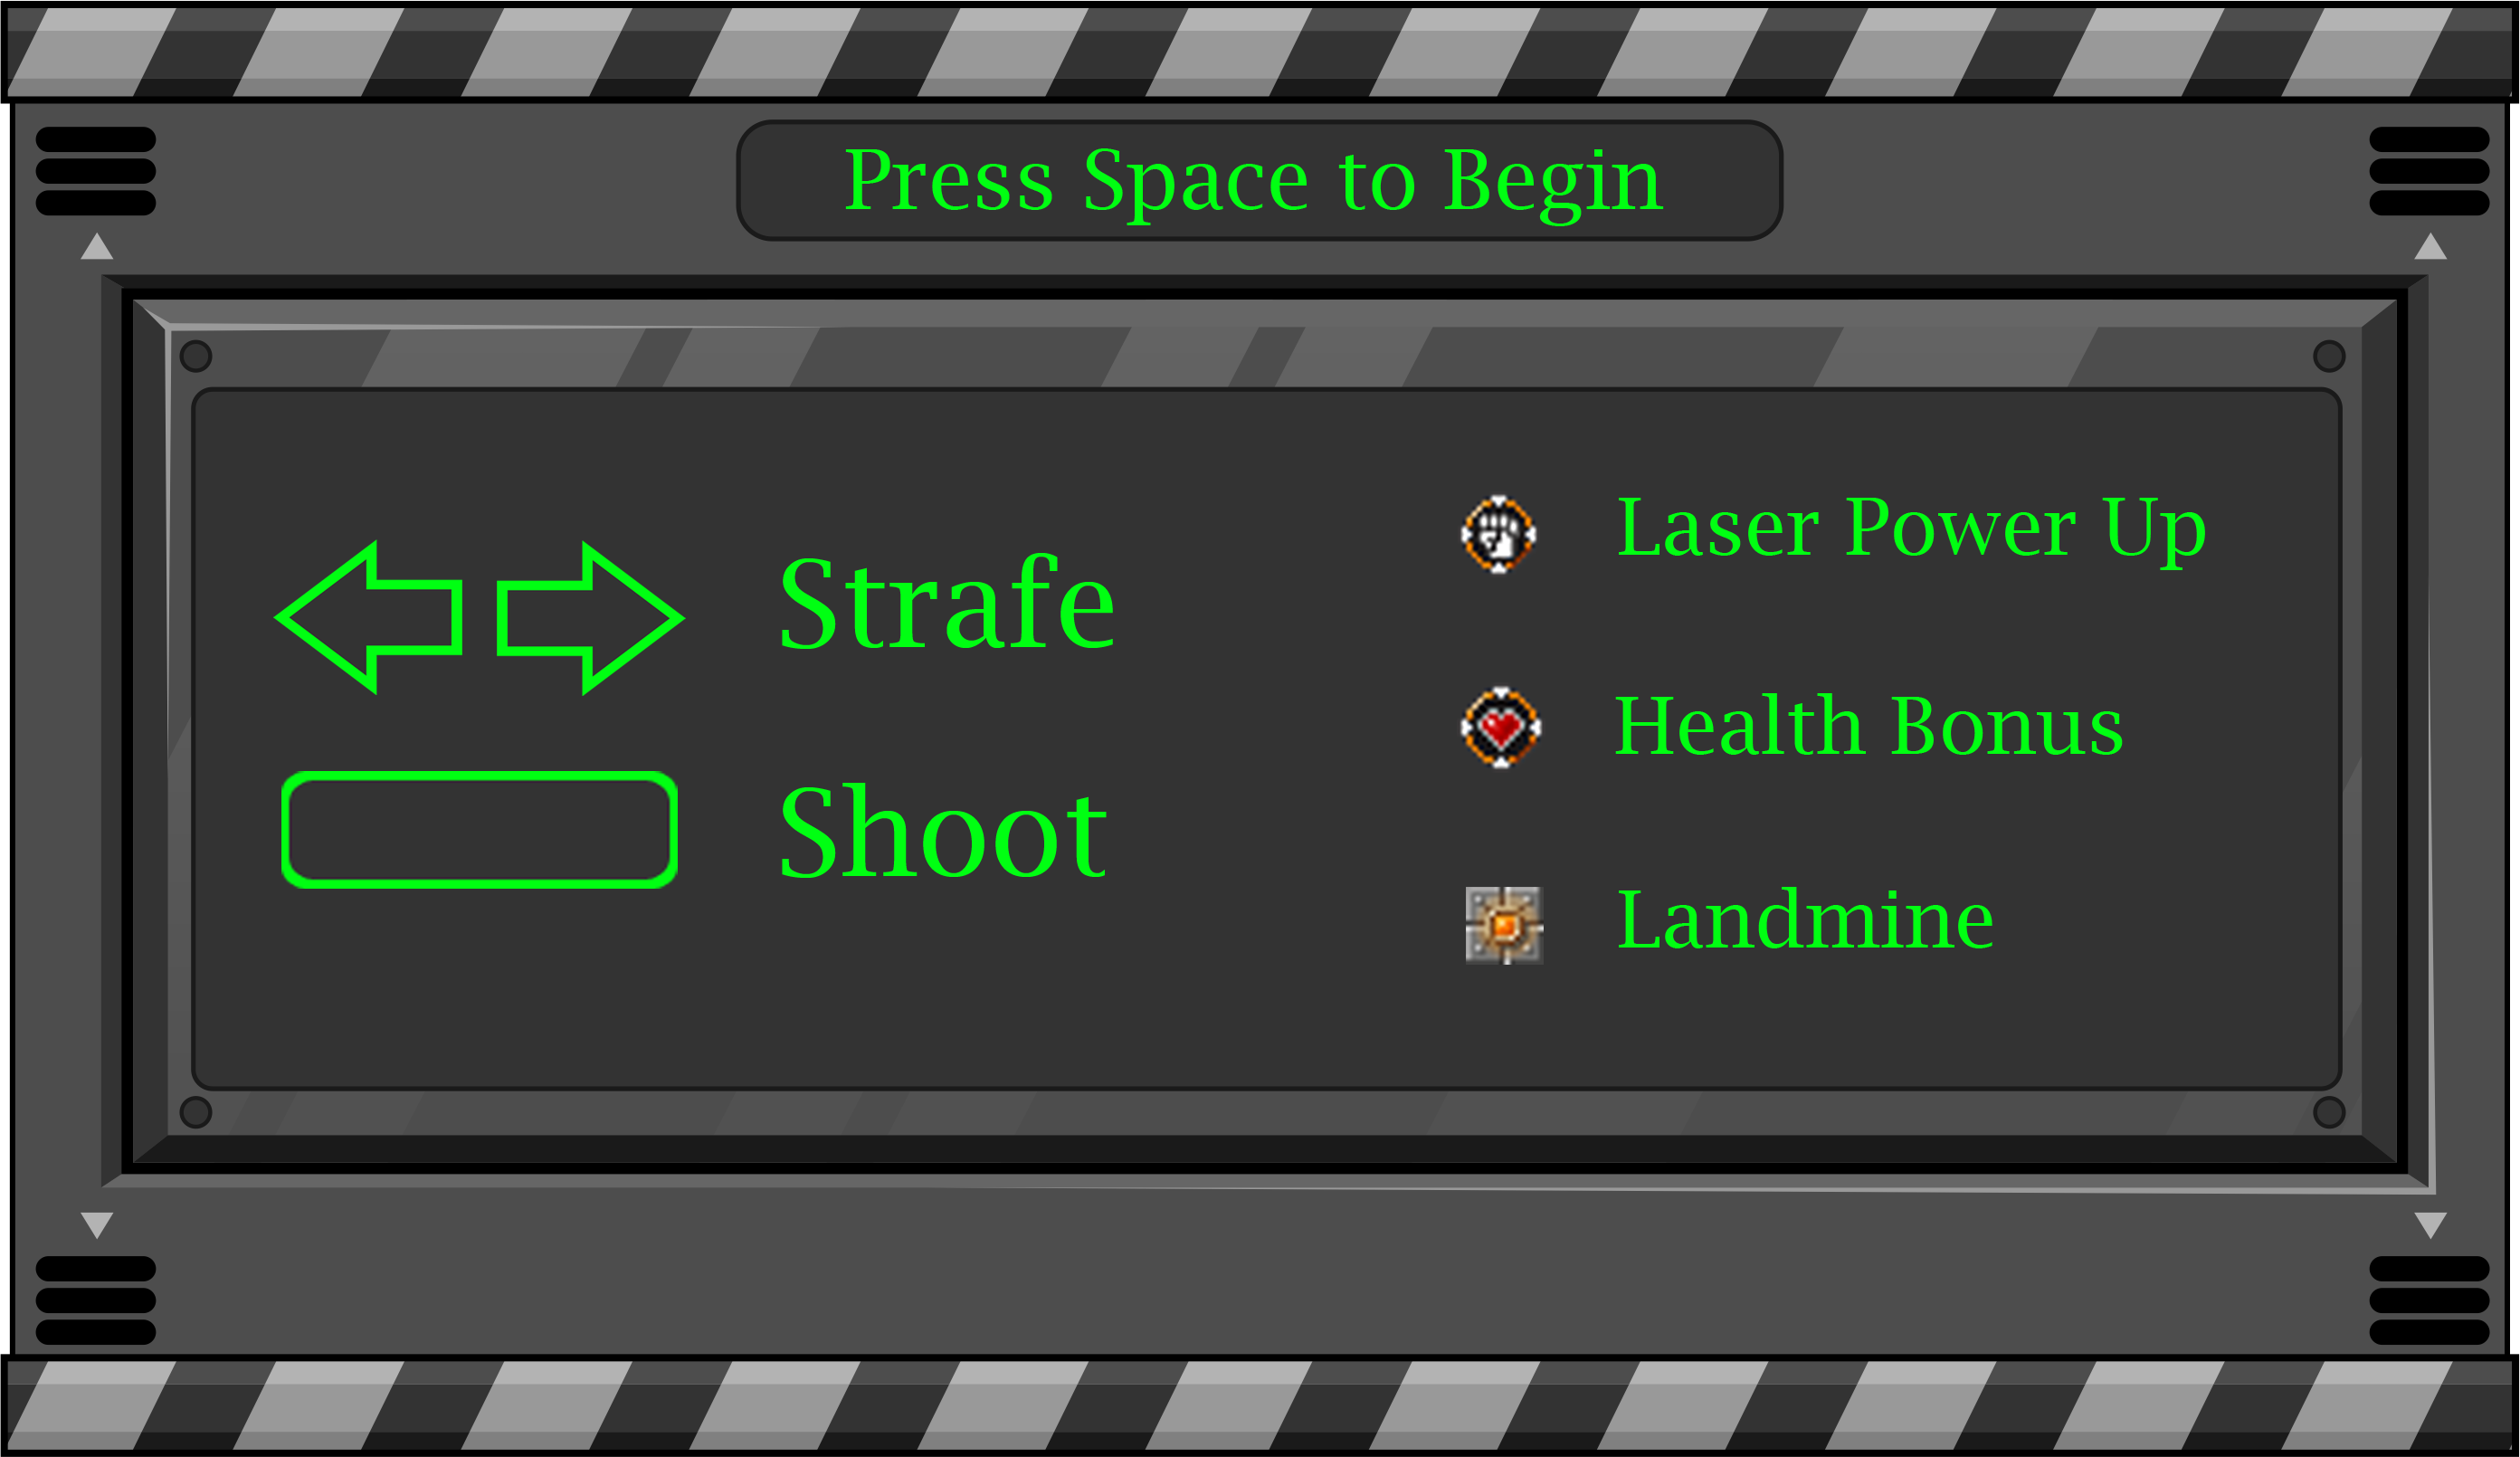 Press Space to Begin
Strafe
Shoot
Laser Power Up
Health Bonus
Landmine